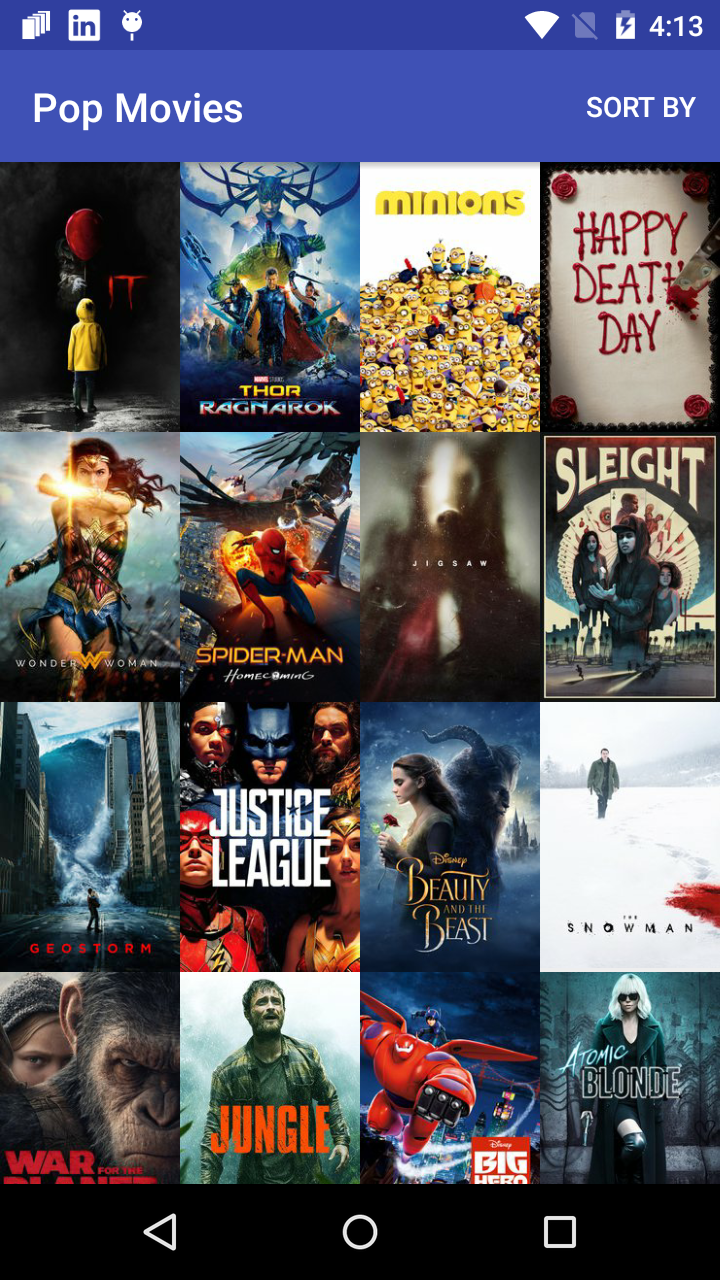 4:13
Pop Movies
SORT BY
IT
MARVEL STUDIOS
THOR
RAGNAROK
minions
HAPPY
DEATH
DAY
WONDER WOMAN
SPIDER-MAN
HOMECOMING
JIGSAW
SLEIGHT
GEOSTORM
JUSTICE
LEAGUE
Disney
BEAUTY
AND THE
BEAST
THE
SNOWMAN
WAR FOR THE
PLANET
JUNGLE
Disney
BIG
HERO
ATOMIC
BLONDE